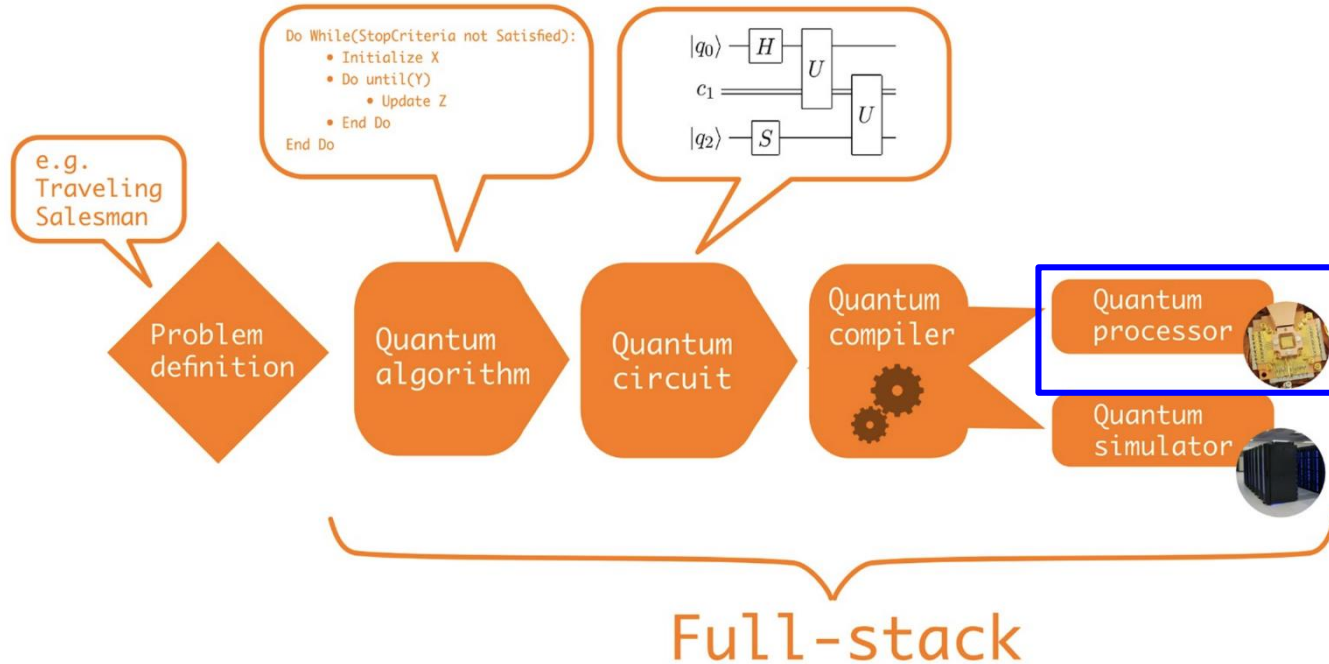 Do While(StopCriteria not Satisfied):
• Initialize X
• Do until(Y)
• Update Z
• End Do
End Do
|q₀⟩ H
U
c₁
U
|q₂⟩ S
e.g.
Traveling
Salesman
Problem
definition
Quantum
algorithm
Quantum
circuit
Quantum
compiler
Quantum
processor
Quantum
simulator
Full-stack